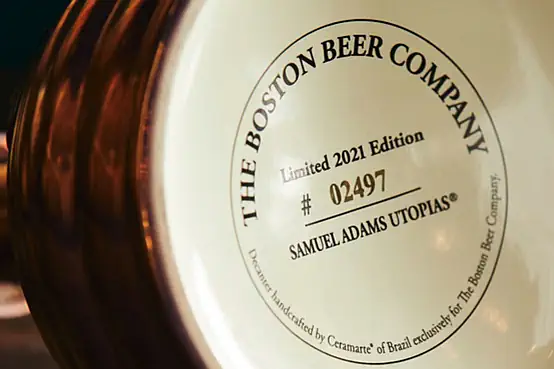 THE BOSTON BEER COMPANY
Limited 2021 Edition
# 02497
SAMUEL ADAMS UTOPIAS®
Decanter handcrafted by Ceramarte® of Brazil exclusively for The Boston Beer Company.